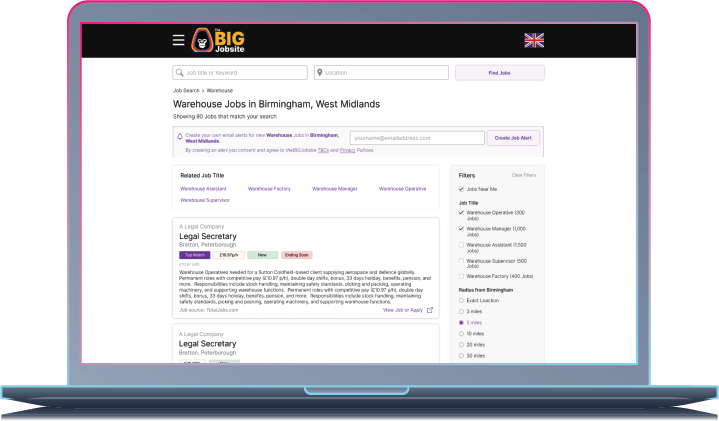 The
BIG
Jobsite
Job title or Keyword
Location
Find Jobs
Job Search > Warehouse
Warehouse Jobs in Birmingham, West Midlands
Showing 90 Jobs that match your search
Create your own email alerts for new Warehouse Jobs in Birmingham,
West Midlands.
By creating an alert you consent and agree to theBIGJobsite T&Cs and Privacy Policies.
yourname@emailaddress.com
Create Job Alert
Related Job Title
Warehouse Assistant Warehouse Factory Warehouse Manager Warehouse Operative
Warehouse Supervisor
A Legal Company
Legal Secretary
Bretton, Peterborough
Top Match £10.97p/h New Ending Soon
Warehouse Operatives needed for a Sutton Coldfield-based client supplying aerospace and defence globally.
Permanent roles with competitive pay (£10.97 p/h), double day shifts, bonus, 33 days holiday, benefits, pension, and
more. Responsibilities include stock handling, maintaining safety standards, picking and packing, operating
machinery, and supporting warehouse functions. Permanent roles with competitive pay (£10.97 p/h), double day
shifts, bonus, 33 days holiday, benefits, pension, and more. Responsibilities include stock handling, maintaining
safety standards, picking and packing, operating machinery, and supporting warehouse functions.
Job source: TotalJobs.com
View Job or Apply
A Legal Company
Legal Secretary
Bretton, Peterborough
Filters
Clear Filters
Jobs Near Me
Job Title
Warehouse Operative (200
Jobs)
Warehouse Manager (1,000
Jobs)
Warehouse Assistant (1,500
Jobs)
Warehouse Supervisor (500
Jobs)
Warehouse Factory (400 Jobs)
Radius from Birmingham
Exact Loaction
3 miles
5 miles
10 miles
20 miles
30 miles